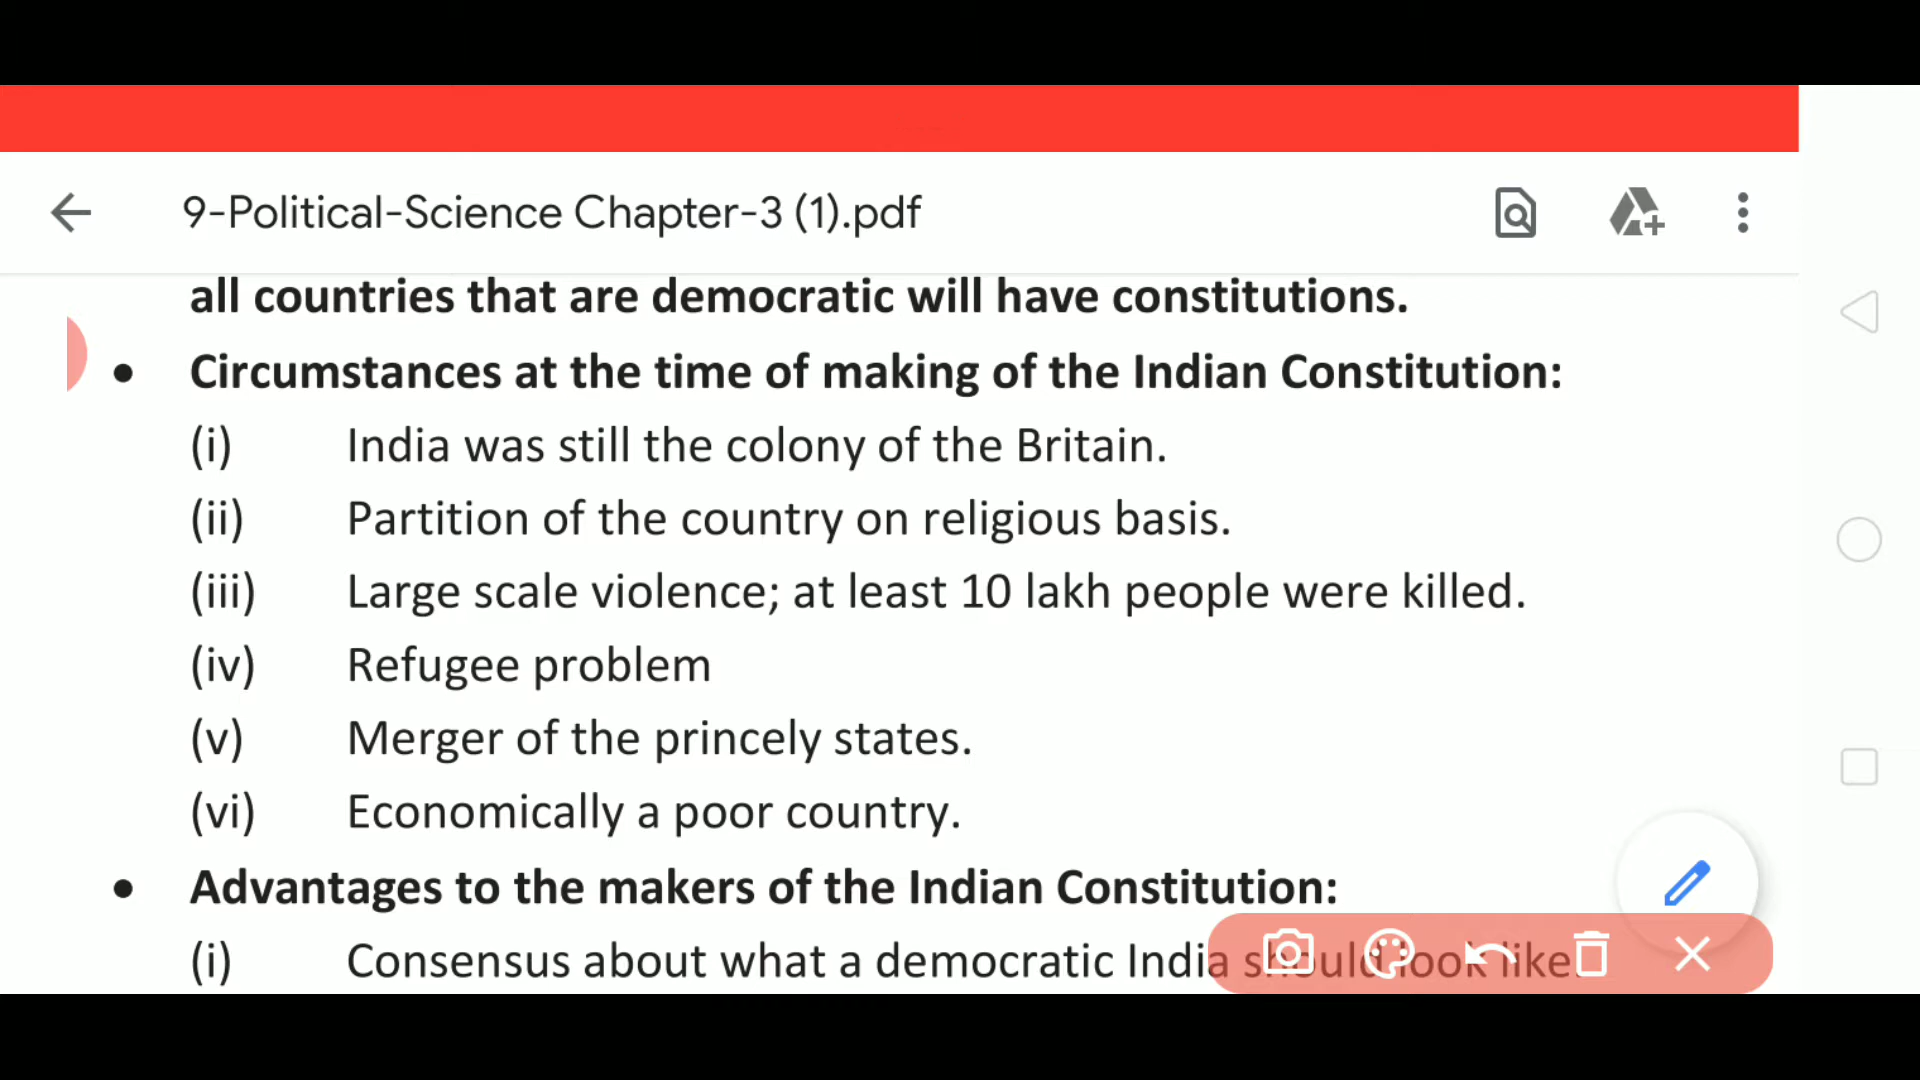 9-Political-Science Chapter-3 (1).pdf
all countries that are democratic will have constitutions.
• Circumstances at the time of making of the Indian Constitution:
(i) India was still the colony of the Britain.
(ii) Partition of the country on religious basis.
(iii) Large scale violence; at least 10 lakh people were killed.
(iv) Refugee problem
(v) Merger of the princely states.
(vi) Economically a poor country.
• Advantages to the makers of the Indian Constitution:
(i) Consensus about what a democratic India should look like.